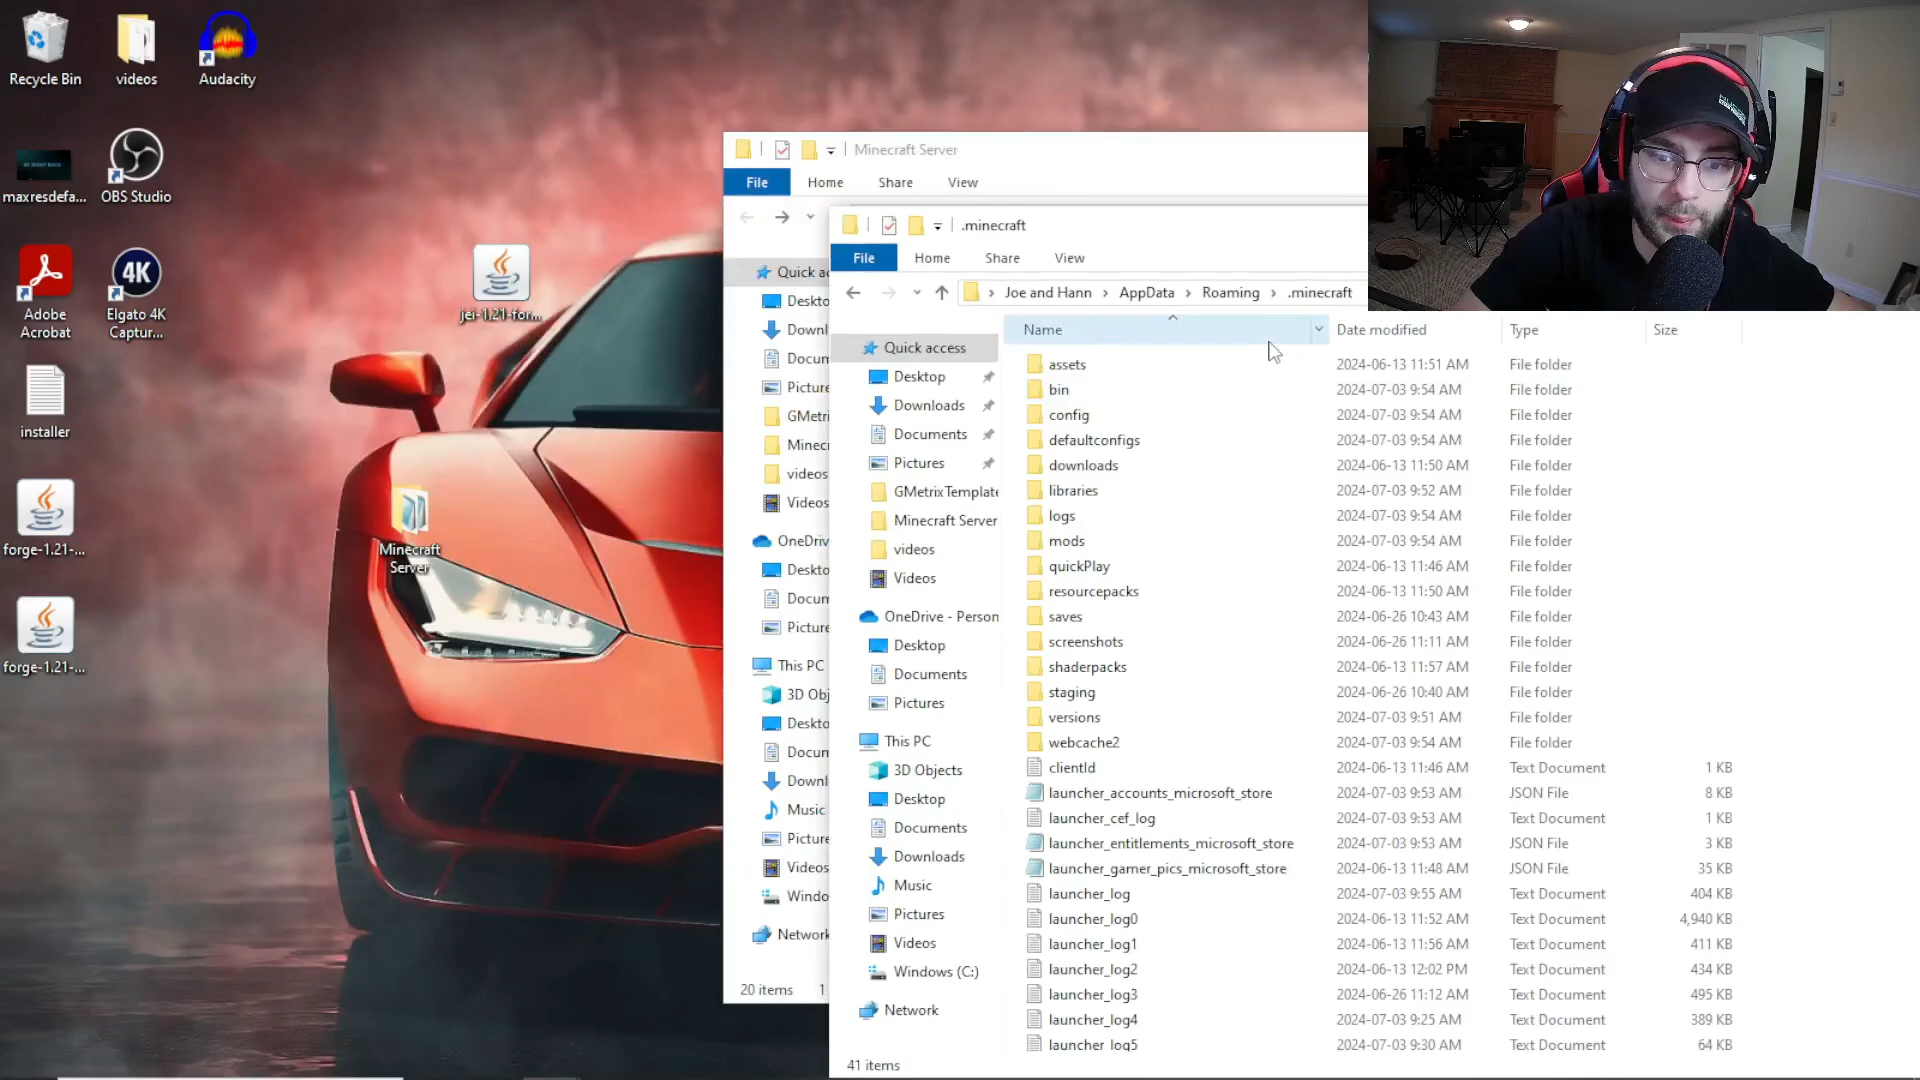 Recycle Bin
videos
Audacity
maxresdefa...
OBS Studio
Adobe
Acrobat
Elgato 4K
Captur...
installer
forge-1.21-...
forge-1.21-...
jei-1.21-for...
Minecraft
Server
Minecraft Server
File Home Share View
Quick ac
Deskto
Downl
Docum
Picture
GMetri
Minecr
videos
Videos
OneDriv
Deskto
Docum
Picture
This PC
3D Obj
Deskto
Docum
Downl
Music
Picture
Videos
Windo
Network
20 items 1
.minecraft
File Home Share View
Joe and Hann > AppData > Roaming > .minecraft
Quick access
Desktop
Downloads
Documents
Pictures
GMetrixTemplate
Minecraft Server
videos
Videos
OneDrive - Person
Desktop
Documents
Pictures
This PC
3D Objects
Desktop
Documents
Downloads
Music
Pictures
Videos
Windows (C:)
Network
Name Date modified Type Size
assets 2024-06-13 11:51 AM File folder
bin 2024-07-03 9:54 AM File folder
config 2024-07-03 9:54 AM File folder
defaultconfigs 2024-07-03 9:54 AM File folder
downloads 2024-06-13 11:50 AM File folder
libraries 2024-07-03 9:52 AM File folder
logs 2024-07-03 9:54 AM File folder
mods 2024-07-03 9:54 AM File folder
quickPlay 2024-06-13 11:46 AM File folder
resourcepacks 2024-06-13 11:50 AM File folder
saves 2024-06-26 10:43 AM File folder
screenshots 2024-06-26 11:11 AM File folder
shaderpacks 2024-06-13 11:57 AM File folder
staging 2024-06-26 10:40 AM File folder
versions 2024-07-03 9:51 AM File folder
webcache2 2024-07-03 9:54 AM File folder
clientId 2024-06-13 11:46 AM Text Document 1 KB
launcher_accounts_microsoft_store 2024-07-03 9:53 AM JSON File 8 KB
launcher_cef_log 2024-07-03 9:53 AM Text Document 1 KB
launcher_entitlements_microsoft_store 2024-07-03 9:53 AM JSON File 3 KB
launcher_gamer_pics_microsoft_store 2024-06-13 11:48 AM JSON File 35 KB
launcher_log 2024-07-03 9:55 AM Text Document 404 KB
launcher_log0 2024-06-13 11:52 AM Text Document 4,940 KB
launcher_log1 2024-06-13 11:56 AM Text Document 411 KB
launcher_log2 2024-06-13 12:02 PM Text Document 434 KB
launcher_log3 2024-06-26 11:12 AM Text Document 495 KB
launcher_log4 2024-07-03 9:25 AM Text Document 389 KB
launcher_log5 2024-07-03 9:30 AM Text Document 64 KB
41 items